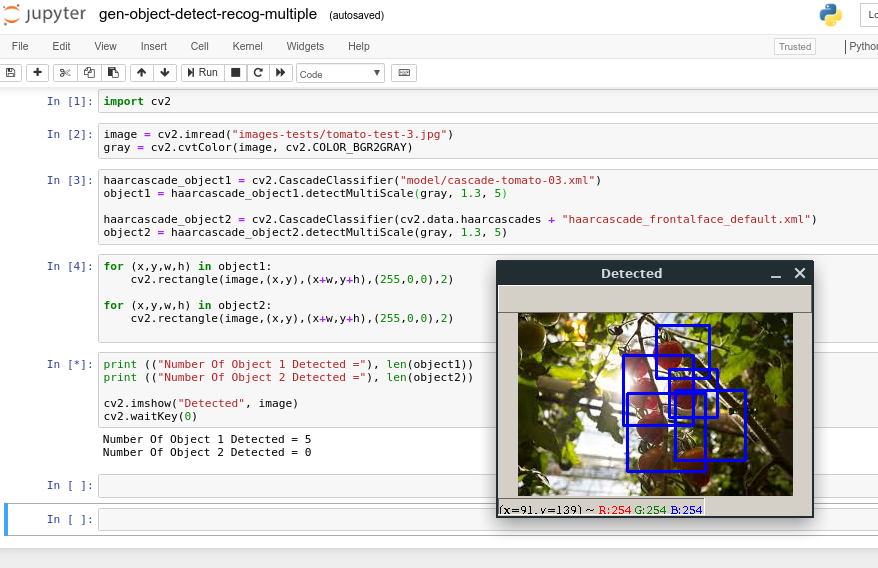 jupyter gen-object-detect-recog-multiple (autosaved)
File Edit View Insert Cell Kernel Widgets Help Trusted Python
Run Code
In [1]: import cv2
In [2]: image = cv2.imread("images-tests/tomato-test-3.jpg")
gray = cv2.cvtColor(image, cv2.COLOR_BGR2GRAY)
In [3]: haarcascade_object1 = cv2.CascadeClassifier("model/cascade-tomato-03.xml")
object1 = haarcascade_object1.detectMultiScale(gray, 1.3, 5)
haarcascade_object2 = cv2.CascadeClassifier(cv2.data.haarcascades + "haarcascade_frontalface_default.xml")
object2 = haarcascade_object2.detectMultiScale(gray, 1.3, 5)
In [4]: for (x,y,w,h) in object1:
cv2.rectangle(image,(x,y),(x+w,y+h),(255,0,0),2)
for (x,y,w,h) in object2:
cv2.rectangle(image,(x,y),(x+w,y+h),(255,0,0),2)
In [*]: print (("Number Of Object 1 Detected ="), len(object1))
print (("Number Of Object 2 Detected ="), len(object2))
cv2.imshow("Detected", image)
cv2.waitKey(0)
Number Of Object 1 Detected = 5
Number Of Object 2 Detected = 0
In [ ]:
In [ ]:
Detected
(x=91, y=139) ~ R:254 G:254 B:254